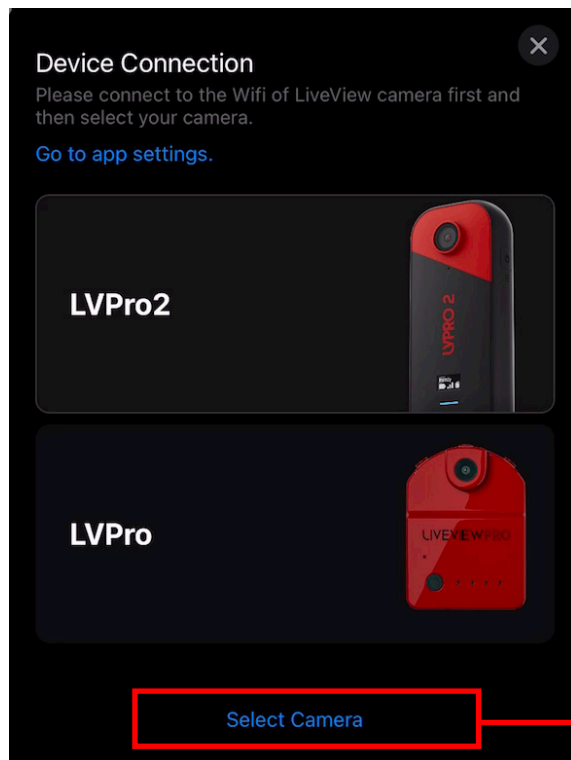 Device Connection
Please connect to the Wifi of LiveView camera first and
then select your camera.
Go to app settings.
LVPro2
LVPRO 2
LVPro
LIVEVIEWPRO
Select Camera